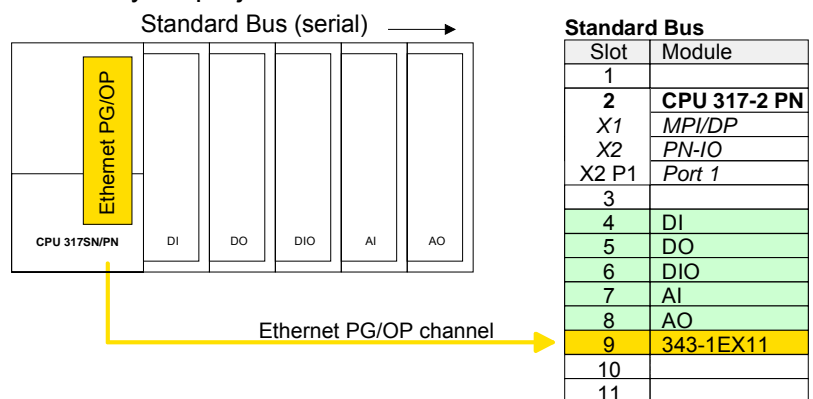 Standard Bus (serial)
Ethernet PG/OP
CPU 317SN/PN
DI
DO
DIO
AI
AO
Ethernet PG/OP channel
Standard Bus
Slot Module
1
2 CPU 317-2 PN
X1 MPI/DP
X2 PN-IO
X2 P1 Port 1
3
4 DI
5 DO
6 DIO
7 AI
8 AO
9 343-1EX11
10
11